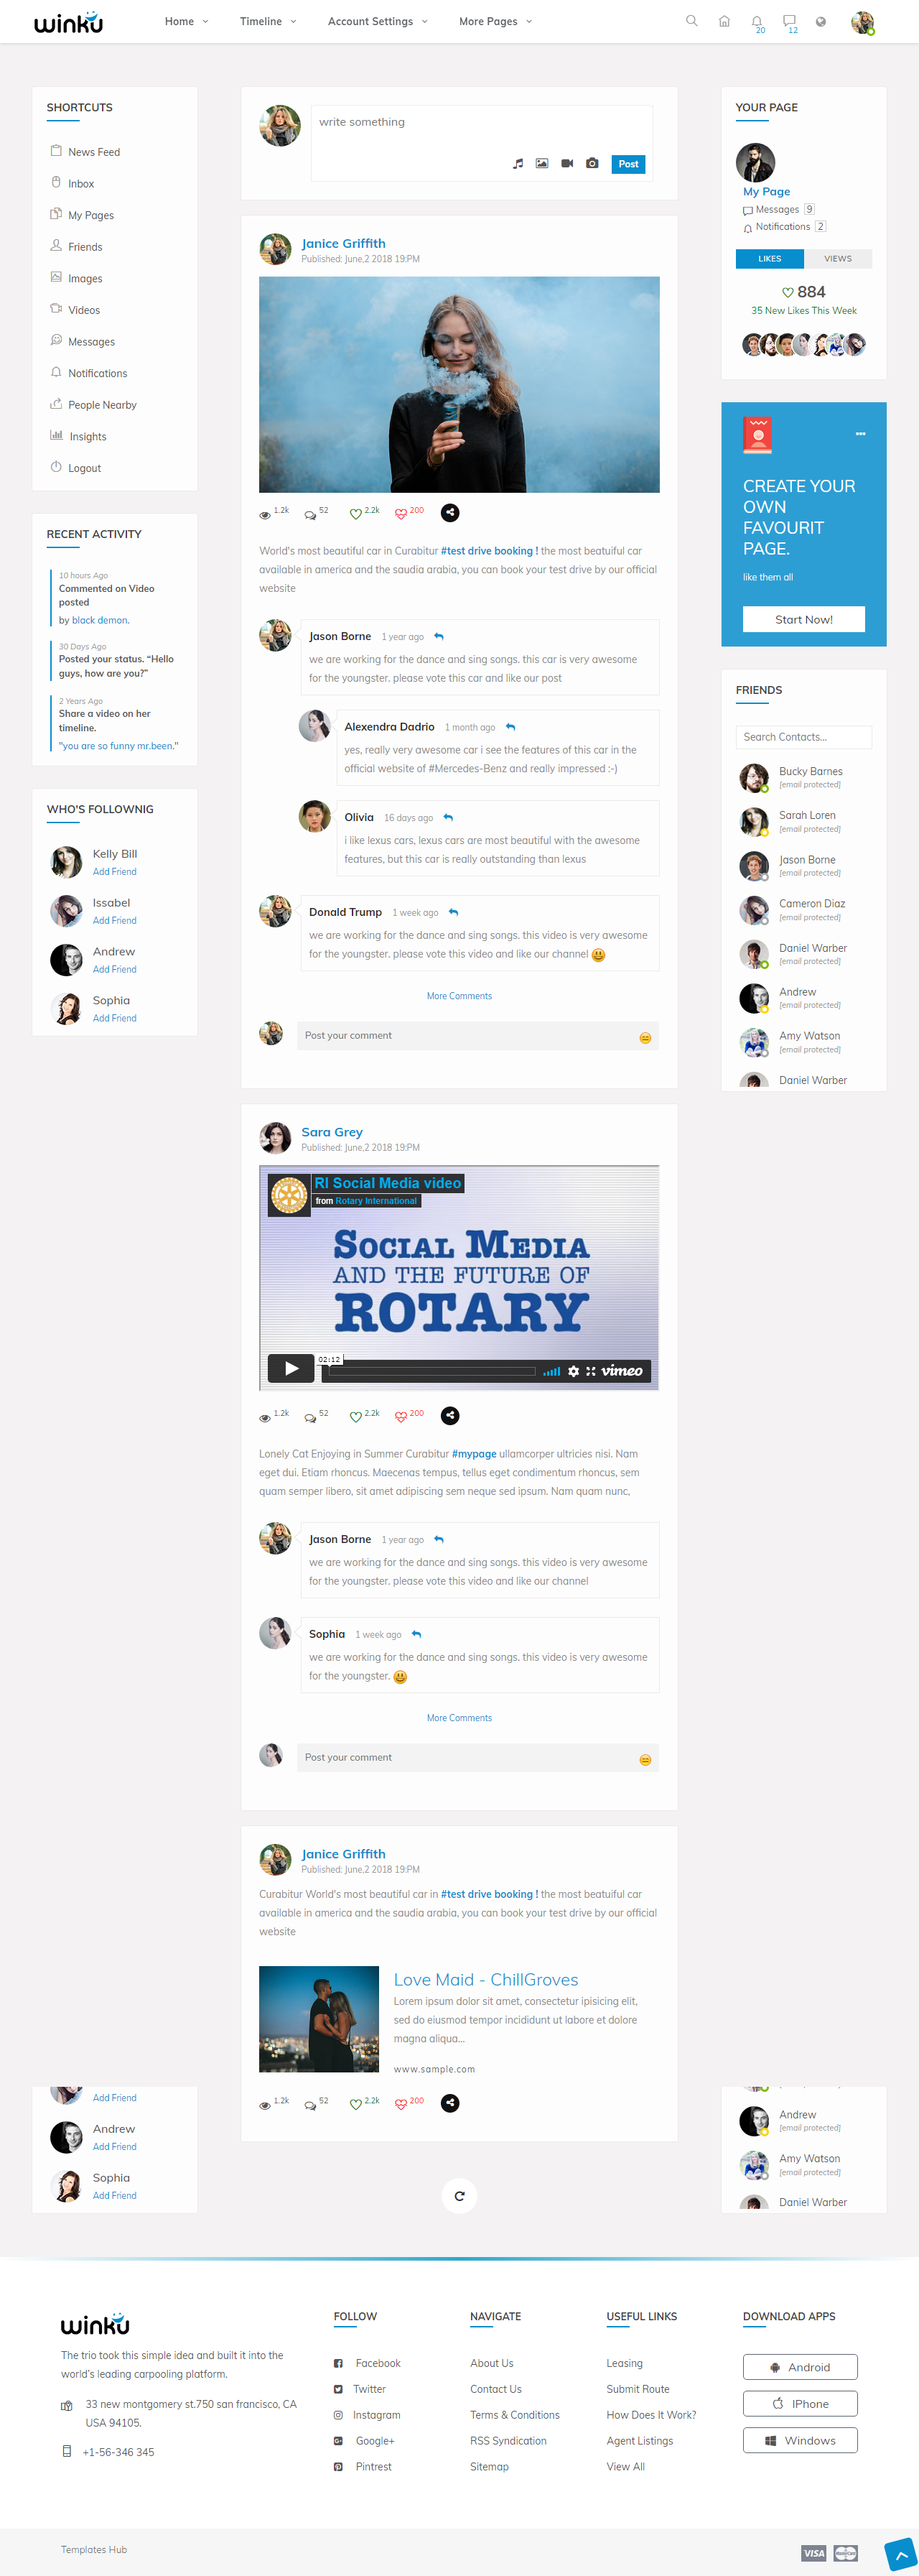 winku
Home
Timeline
Account Settings
More Pages
20
12
SHORTCUTS
News Feed
Inbox
My Pages
Friends
Images
Videos
Messages
Notifications
People Nearby
Insights
Logout
RECENT ACTIVITY
10 hours Ago
Commented on Video
posted
by black demon.
30 Days Ago
Posted your status. “Hello
guys, how are you?”
2 Years Ago
Share a video on her
timeline.
"you are so funny mr.been."
WHO'S FOLLOWNIG
Kelly Bill
Add Friend
Issabel
Add Friend
Andrew
Add Friend
Sophia
Add Friend
write something
Post
Janice Griffith
Published: June,2 2018 19:PM
1.2k 52 2.2k 200
World's most beautiful car in Curabitur #test drive booking ! the most beatuiful car
available in america and the saudia arabia, you can book your test drive by our official
website
Jason Borne 1 year ago
we are working for the dance and sing songs. this car is very awesome
for the youngster. please vote this car and like our post
Alexendra Dadrio 1 month ago
yes, really very awesome car i see the features of this car in the
official website of #Mercedes-Benz and really impressed :-)
Olivia 16 days ago
i like lexus cars, lexus cars are most beautiful with the awesome
features, but this car is really outstanding than lexus
Donald Trump 1 week ago
we are working for the dance and sing songs. this video is very awesome
for the youngster. please vote this video and like our channel
More Comments
Post your comment
Sara Grey
Published: June,2 2018 19:PM
RI Social Media video
from Rotary International
SOCIAL MEDIA
AND THE FUTURE OF
ROTARY
02:12
vimeo
1.2k 52 2.2k 200
Lonely Cat Enjoying in Summer Curabitur #mypage ullamcorper ultricies nisi. Nam
eget dui. Etiam rhoncus. Maecenas tempus, tellus eget condimentum rhoncus, sem
quam semper libero, sit amet adipiscing sem neque sed ipsum. Nam quam nunc,
Jason Borne 1 year ago
we are working for the dance and sing songs. this video is very awesome
for the youngster. please vote this video and like our channel
Sophia 1 week ago
we are working for the dance and sing songs. this video is very awesome
for the youngster.
More Comments
Post your comment
Janice Griffith
Published: June,2 2018 19:PM
Curabitur World's most beautiful car in #test drive booking ! the most beatuiful car
available in america and the saudia arabia, you can book your test drive by our official
website
Love Maid - ChillGroves
Lorem ipsum dolor sit amet, consectetur ipisicing elit,
sed do eiusmod tempor incididunt ut labore et dolore
magna aliqua...
www.sample.com
1.2k 52 2.2k 200
YOUR PAGE
My Page
Messages 9
Notifications 2
LIKES
VIEWS
884
35 New Likes This Week
CREATE YOUR
OWN
FAVOURIT
PAGE.
like them all
Start Now!
FRIENDS
Search Contacts...
Bucky Barnes
[email protected]
Sarah Loren
[email protected]
Jason Borne
[email protected]
Cameron Diaz
[email protected]
Daniel Warber
[email protected]
Andrew
[email protected]
Amy Watson
[email protected]
Daniel Warber
Add Friend
Andrew
Add Friend
Sophia
Add Friend
Andrew
[email protected]
Amy Watson
[email protected]
Daniel Warber
winku
The trio took this simple idea and built it into the
world’s leading carpooling platform.
33 new montgomery st.750 san francisco, CA
USA 94105.
+1-56-346 345
FOLLOW
Facebook
Twitter
Instagram
Google+
Pintrest
NAVIGATE
About Us
Contact Us
Terms & Conditions
RSS Syndication
Sitemap
USEFUL LINKS
Leasing
Submit Route
How Does It Work?
Agent Listings
View All
DOWNLOAD APPS
Android
IPhone
Windows
Templates Hub
VISA